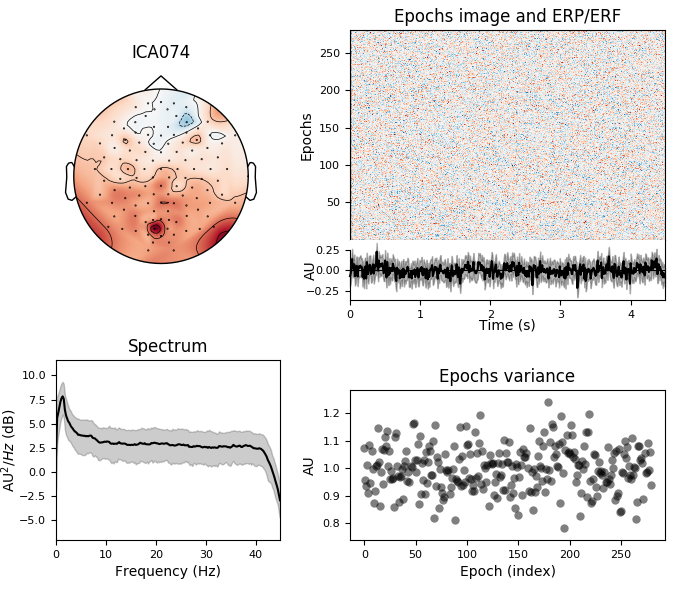 ICA074
Epochs image and ERP/ERF
Epochs
250
200
150
100
50
AU
0.25
0.00
−0.25
0 1 2 3 4
Time (s)
Spectrum
AU²/Hz (dB)
10.0
7.5
5.0
2.5
0.0
−2.5
−5.0
0 10 20 30 40
Frequency (Hz)
Epochs variance
AU
1.2
1.1
1.0
0.9
0.8
0 50 100 150 200 250
Epoch (index)